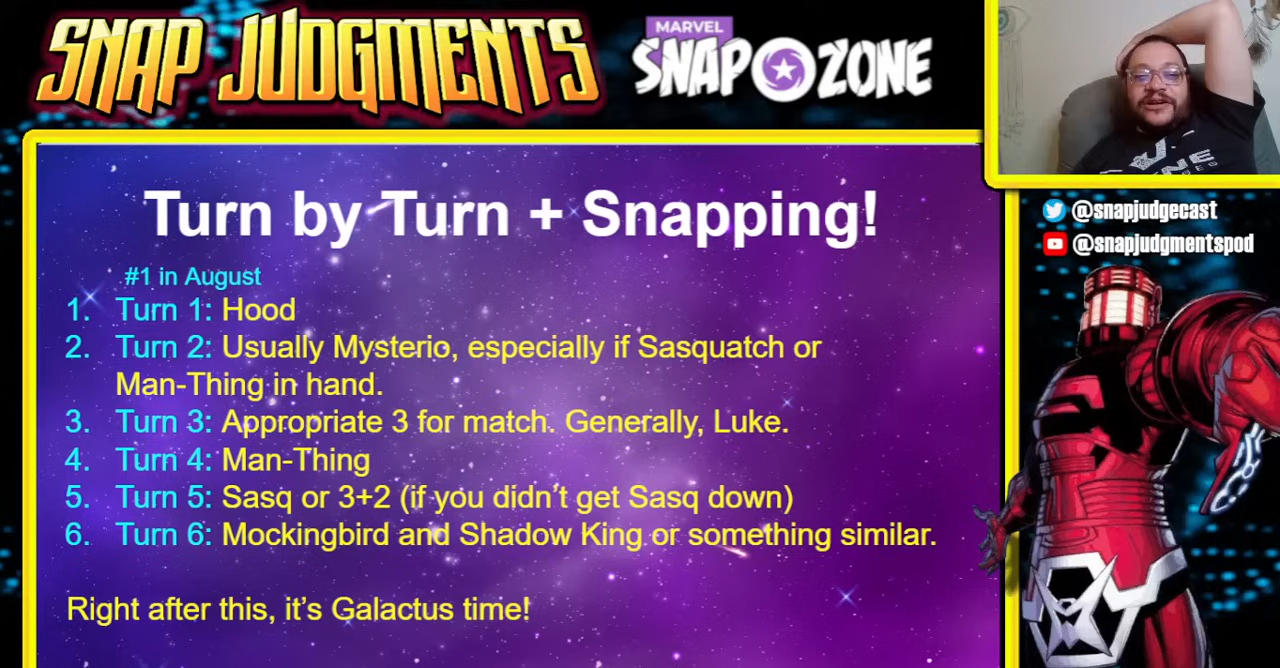 SNAP JUDGMENTS
MARVEL
SNAP ZONE
@snapjudgecast
@snapjudgmentspod
Turn by Turn + Snapping!
#1 in August
1. Turn 1: Hood
2. Turn 2: Usually Mysterio, especially if Sasquatch or
Man-Thing in hand.
3. Turn 3: Appropriate 3 for match. Generally, Luke.
4. Turn 4: Man-Thing
5. Turn 5: Sasq or 3+2 (if you didn't get Sasq down)
6. Turn 6: Mockingbird and Shadow King or something similar.
Right after this, it's Galactus time!